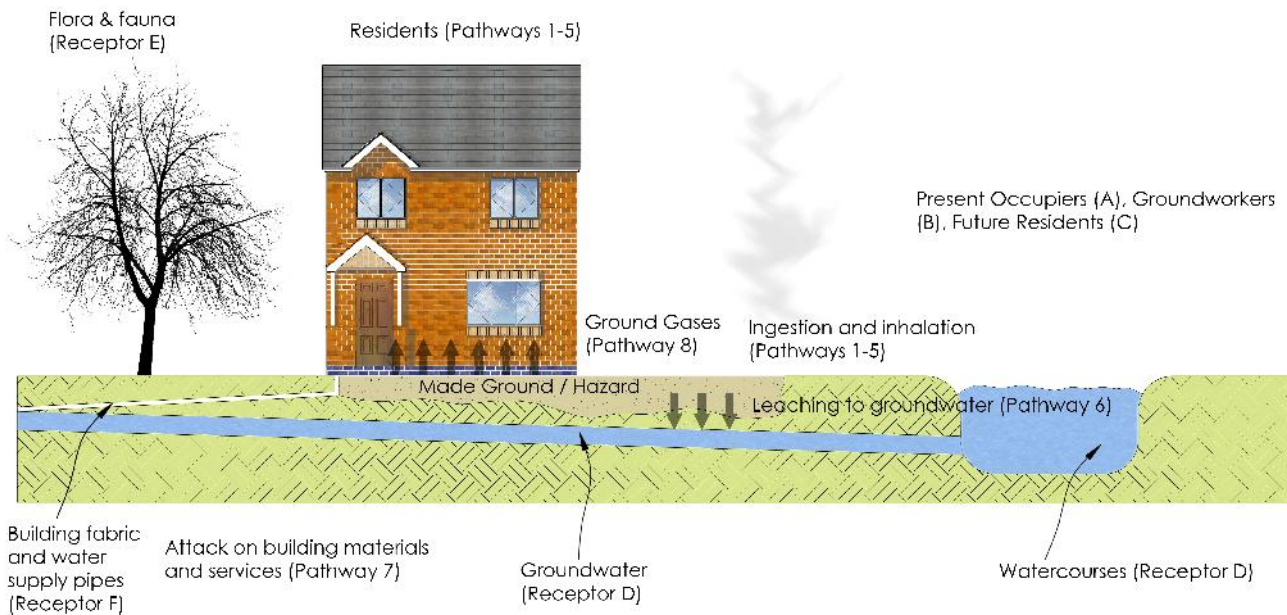 Flora & fauna
(Receptor E)
Residents (Pathways 1-5)
Present Occupiers (A), Groundworkers
(B), Future Residents (C)
Ground Gases
(Pathway 8)
Ingestion and inhalation
(Pathways 1-5)
Made Ground / Hazard
Leaching to groundwater (Pathway 6)
Building fabric
and water
supply pipes
(Receptor F)
Attack on building materials
and services (Pathway 7)
Groundwater
(Receptor D)
Watercourses (Receptor D)